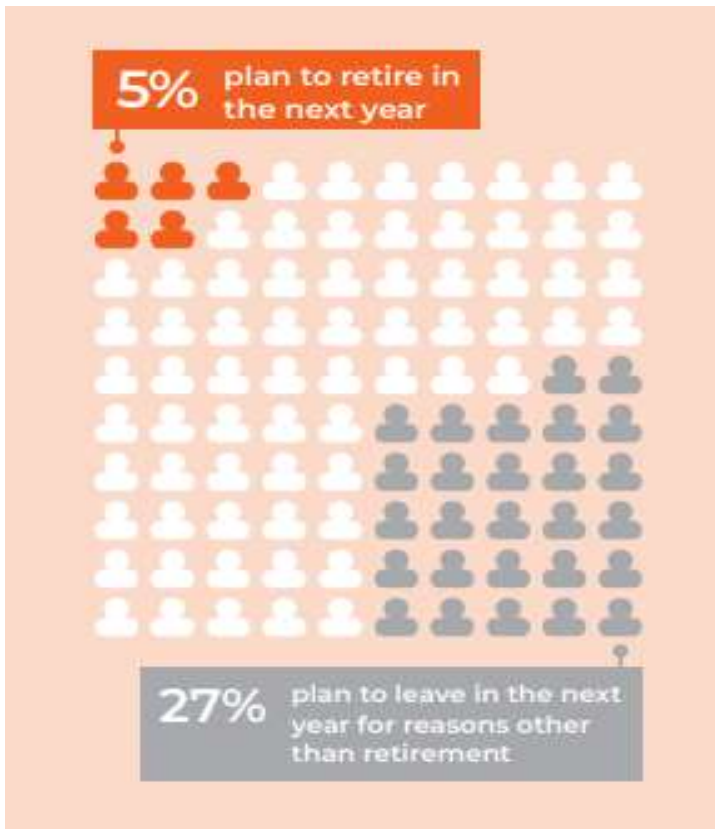 5%
plan to retire in
the next year
27%
plan to leave in the next
year for reasons other
than retirement